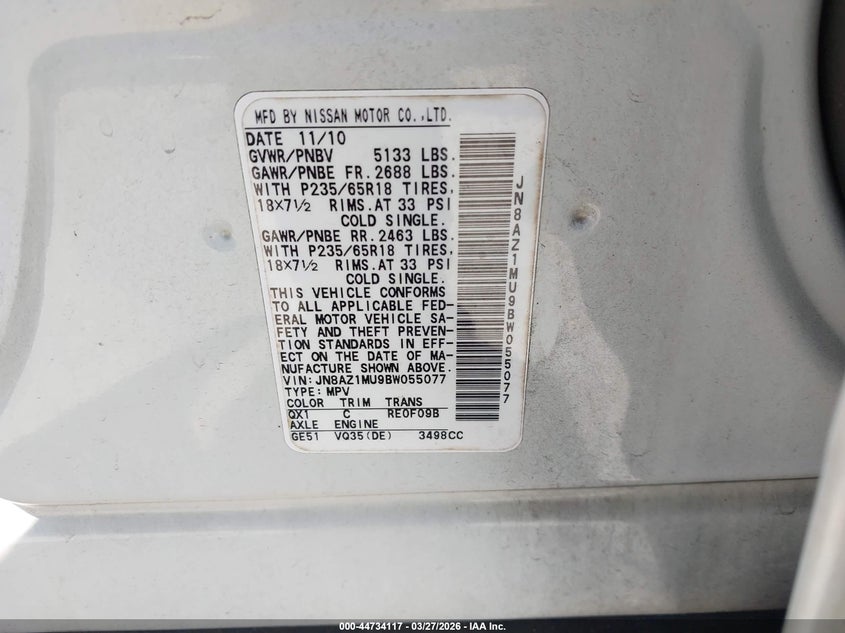 MFD BY NISSAN MOTOR CO.,LTD.
DATE 11/10
GVWR/PNBV 5133 LBS.
GAWR/PNBE FR.2688 LBS.
WITH P235/65R18 TIRES,
18X7½ RIMS.AT 33 PSI
COLD SINGLE.
GAWR/PNBE RR.2463 LBS.
WITH P235/65R18 TIRES,
18X7½ RIMS.AT 33 PSI
COLD SINGLE.
THIS VEHICLE CONFORMS
TO ALL APPLICABLE FED-
ERAL MOTOR VEHICLE SA-
FETY AND THEFT PREVEN-
TION STANDARDS IN EFF-
ECT ON THE DATE OF MA-
NUFACTURE SHOWN ABOVE.
VIN:JN8AZ1MU9BW055077
TYPE:MPV
COLOR TRIM TRANS
QX1 C RE0F09B
AXLE ENGINE
GE51 VQ35(DE) 3498CC
JN8AZ1MU9BW055077
000-44734117 - 03/27/2026 - IAA Inc.